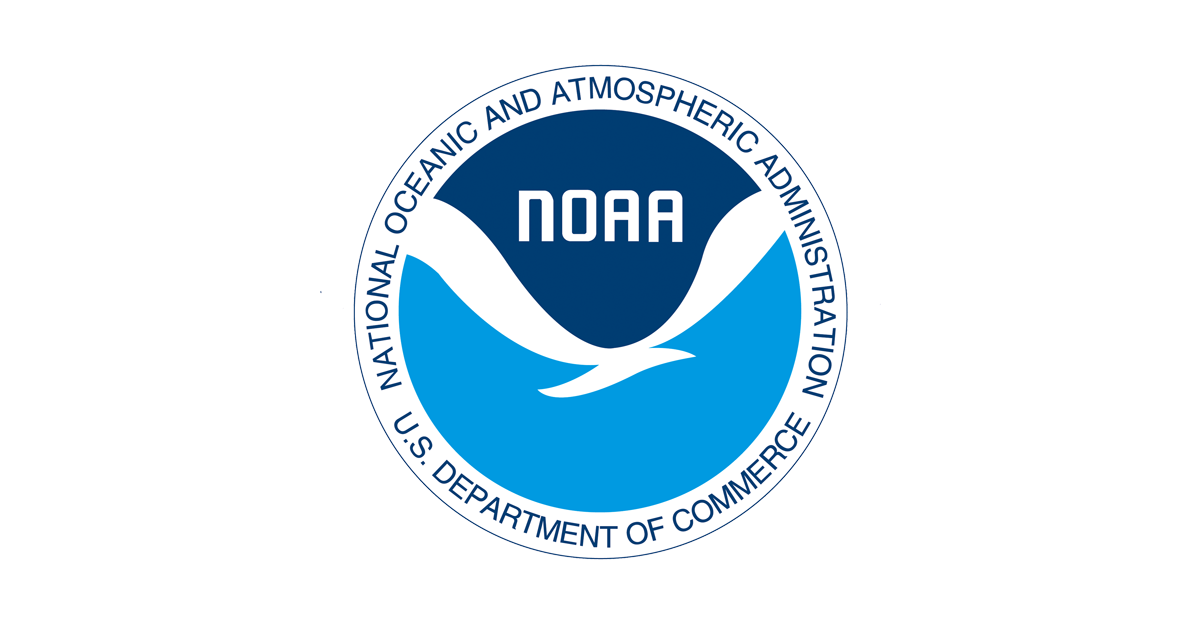 NATIONAL OCEANIC AND ATMOSPHERIC ADMINISTRATION
NOAA
U.S. DEPARTMENT OF COMMERCE